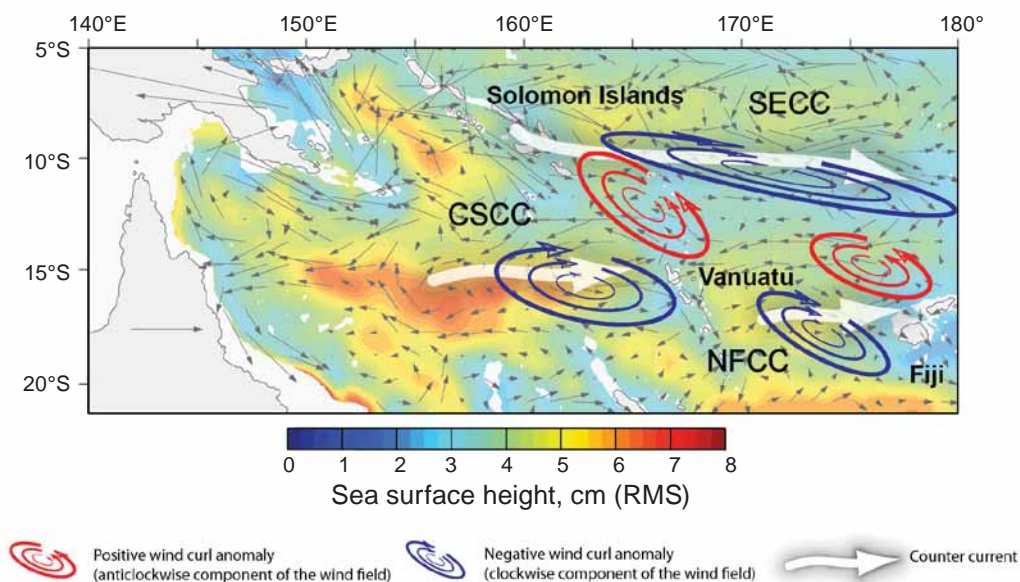 140°E 150°E 160°E 170°E 180°
5°S
Solomon Islands
SECC
10°S
CSCC
15°S
Vanuatu
NFCC
20°S
Fiji
0 1 2 3 4 5 6 7 8
Sea surface height, cm (RMS)
Positive wind curl anomaly
(anticlockwise component of the wind field)
Negative wind curl anomaly
(clockwise component of the wind field)
Counter current